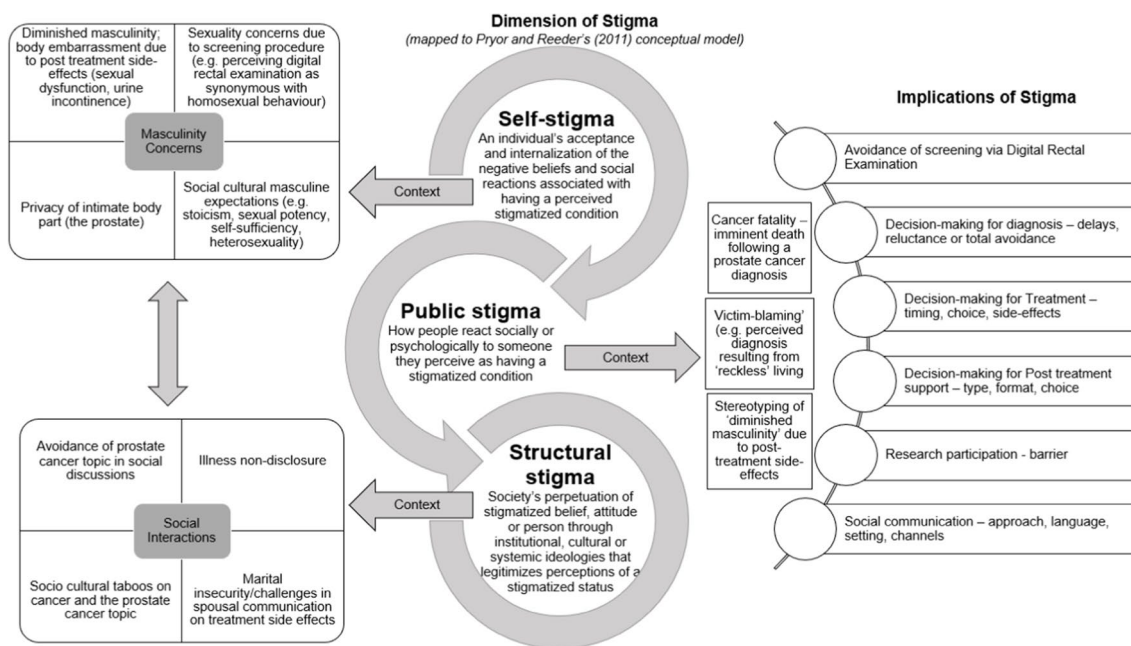 Dimension of Stigma
(mapped to Pryor and Reeder's (2011) conceptual model)
Diminished masculinity;
body embarrassment due
to post treatment side-
effects (sexual
dysfunction, urine
incontinence)
Sexuality concerns due
to screening procedure
(e.g. perceiving digital
rectal examination as
synonymous with
homosexual behaviour)
Masculinity
Concerns
Privacy of intimate body
part (the prostate)
Social cultural masculine
expectations (e.g.
stoicism, sexual potency,
self-sufficiency,
heterosexuality)
Avoidance of prostate
cancer topic in social
discussions
Illness non-disclosure
Social
Interactions
Socio cultural taboos on
cancer and the prostate
cancer topic
Marital
insecurity/challenges in
spousal communication
on treatment side effects
Self-stigma
An individual's acceptance
and internalization of the
negative beliefs and social
reactions associated with
having a perceived
stigmatized condition
Context
Public stigma
How people react socially or
psychologically to someone
they perceive as having a
stigmatized condition
Context
Structural
stigma
Society's perpetuation of
stigmatized belief, attitude
or person through
institutional, cultural or
systemic ideologies that
legitimizes perceptions of a
stigmatized status
Context
Cancer fatality –
imminent death
following a
prostate cancer
diagnosis
Victim-blaming'
(e.g. perceived
diagnosis
resulting from
'reckless' living
Stereotyping of
'diminished
masculinity' due
to post-
treatment side-
effects
Implications of Stigma
Avoidance of screening via Digital Rectal
Examination
Decision-making for diagnosis – delays,
reluctance or total avoidance
Decision-making for Treatment –
timing, choice, side-effects
Decision-making for Post treatment
support – type, format, choice
Research participation - barrier
Social communication – approach, language,
setting, channels